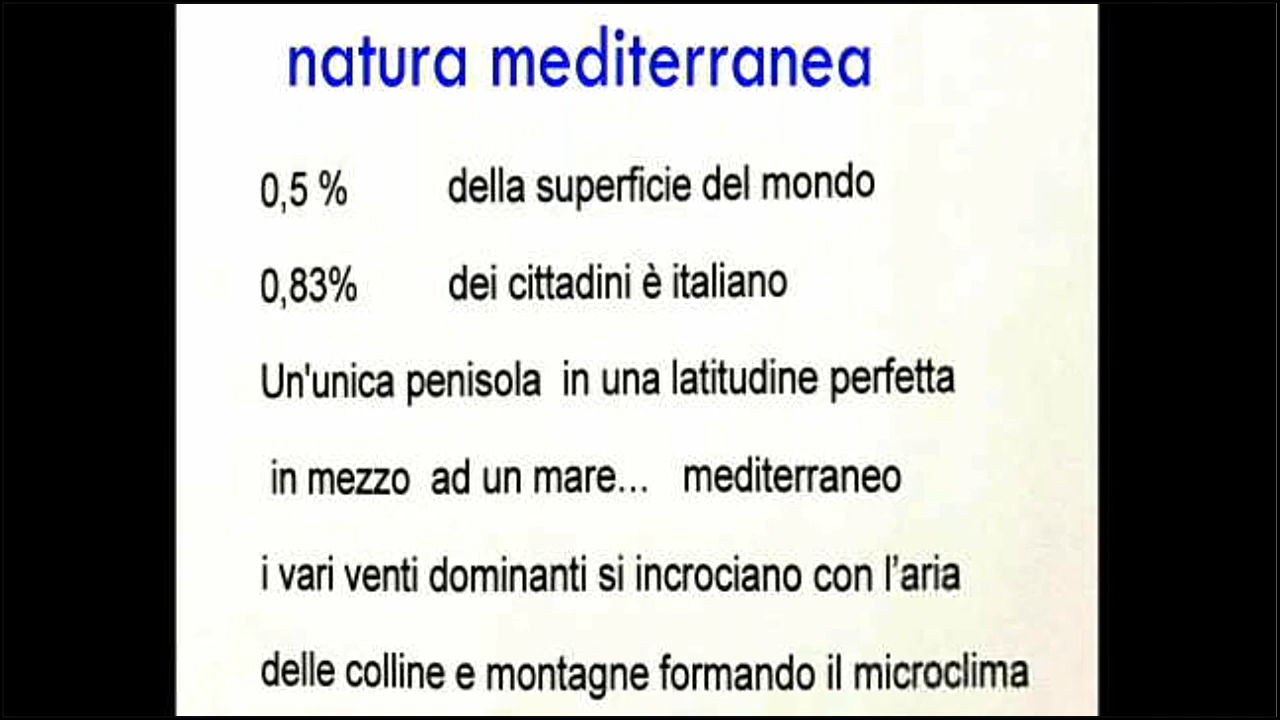 natura mediterranea
0,5 % della superficie del mondo
0,83% dei cittadini è italiano
Un'unica penisola in una latitudine perfetta
in mezzo ad un mare... mediterraneo
i vari venti dominanti si incrociano con l'aria
delle colline e montagne formando il microclima